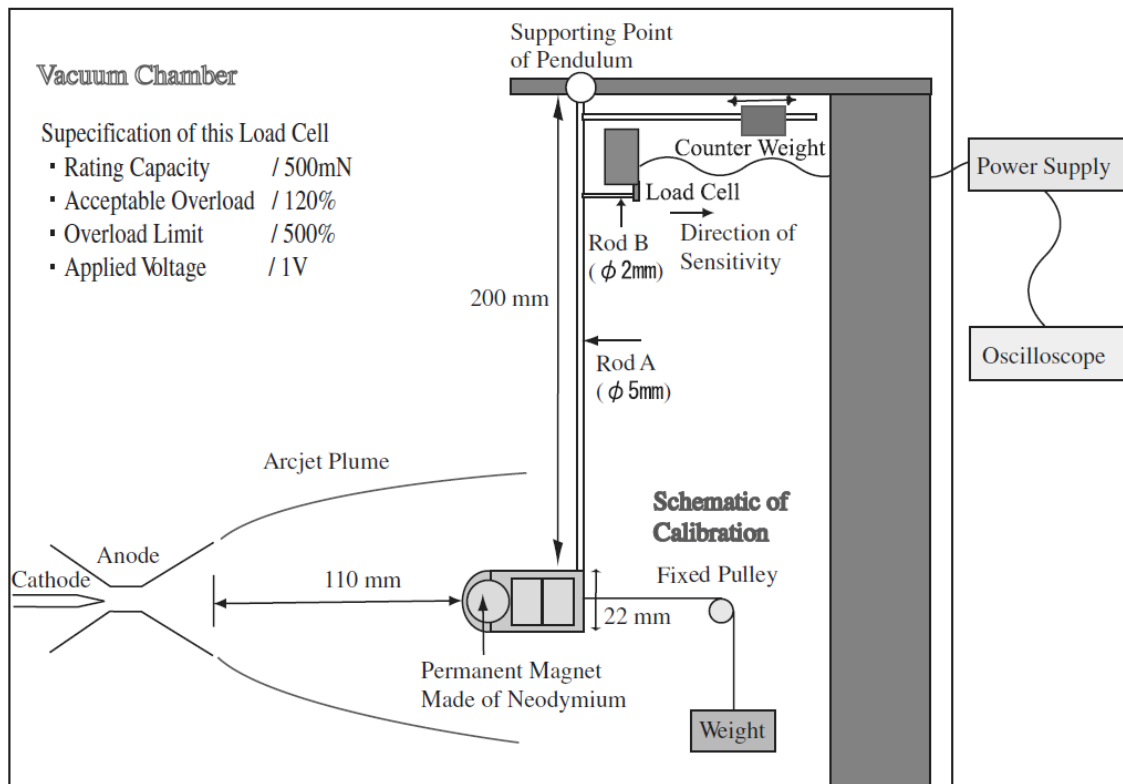 Supporting Point
of Pendulum
Vacuum Chamber
Supecification of this Load Cell
・Rating Capacity / 500mN
・Acceptable Overload / 120%
・Overload Limit / 500%
・Applied Voltage / 1V
Counter Weight
Power Supply
Load Cell
Rod B
(φ2mm)
Direction of
Sensitivity
200 mm
Oscilloscope
Rod A
(φ5mm)
Arcjet Plume
Schematic of
Calibration
Anode
Cathode
110 mm
Fixed Pulley
22 mm
Permanent Magnet
Made of Neodymium
Weight